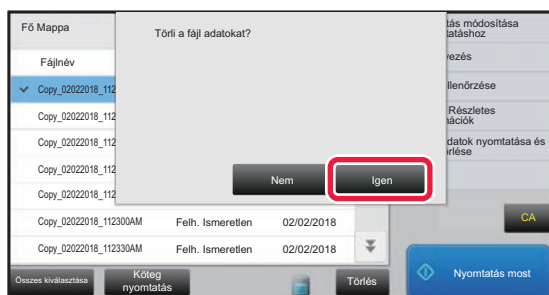 Fő Mappa
Törli a fájl adatokat?
tás módosítása
tatáshoz
Fájlnév
ezés
Copy_02022018_112
llenőrzése
Copy_02022018_112
Részletes
ációk
Copy_02022018_112
datok nyomtatása és
rlése
Copy_02022018_112
Nem
Igen
Copy_02022018_112
Copy_02022018_112300AM Felh. Ismeretlen 02/02/2018
CA
Copy_02022018_112330AM Felh. Ismeretlen 02/02/2018
Összes kiválasztása
Köteg
nyomtatás
Törlés
Nyomtatás most